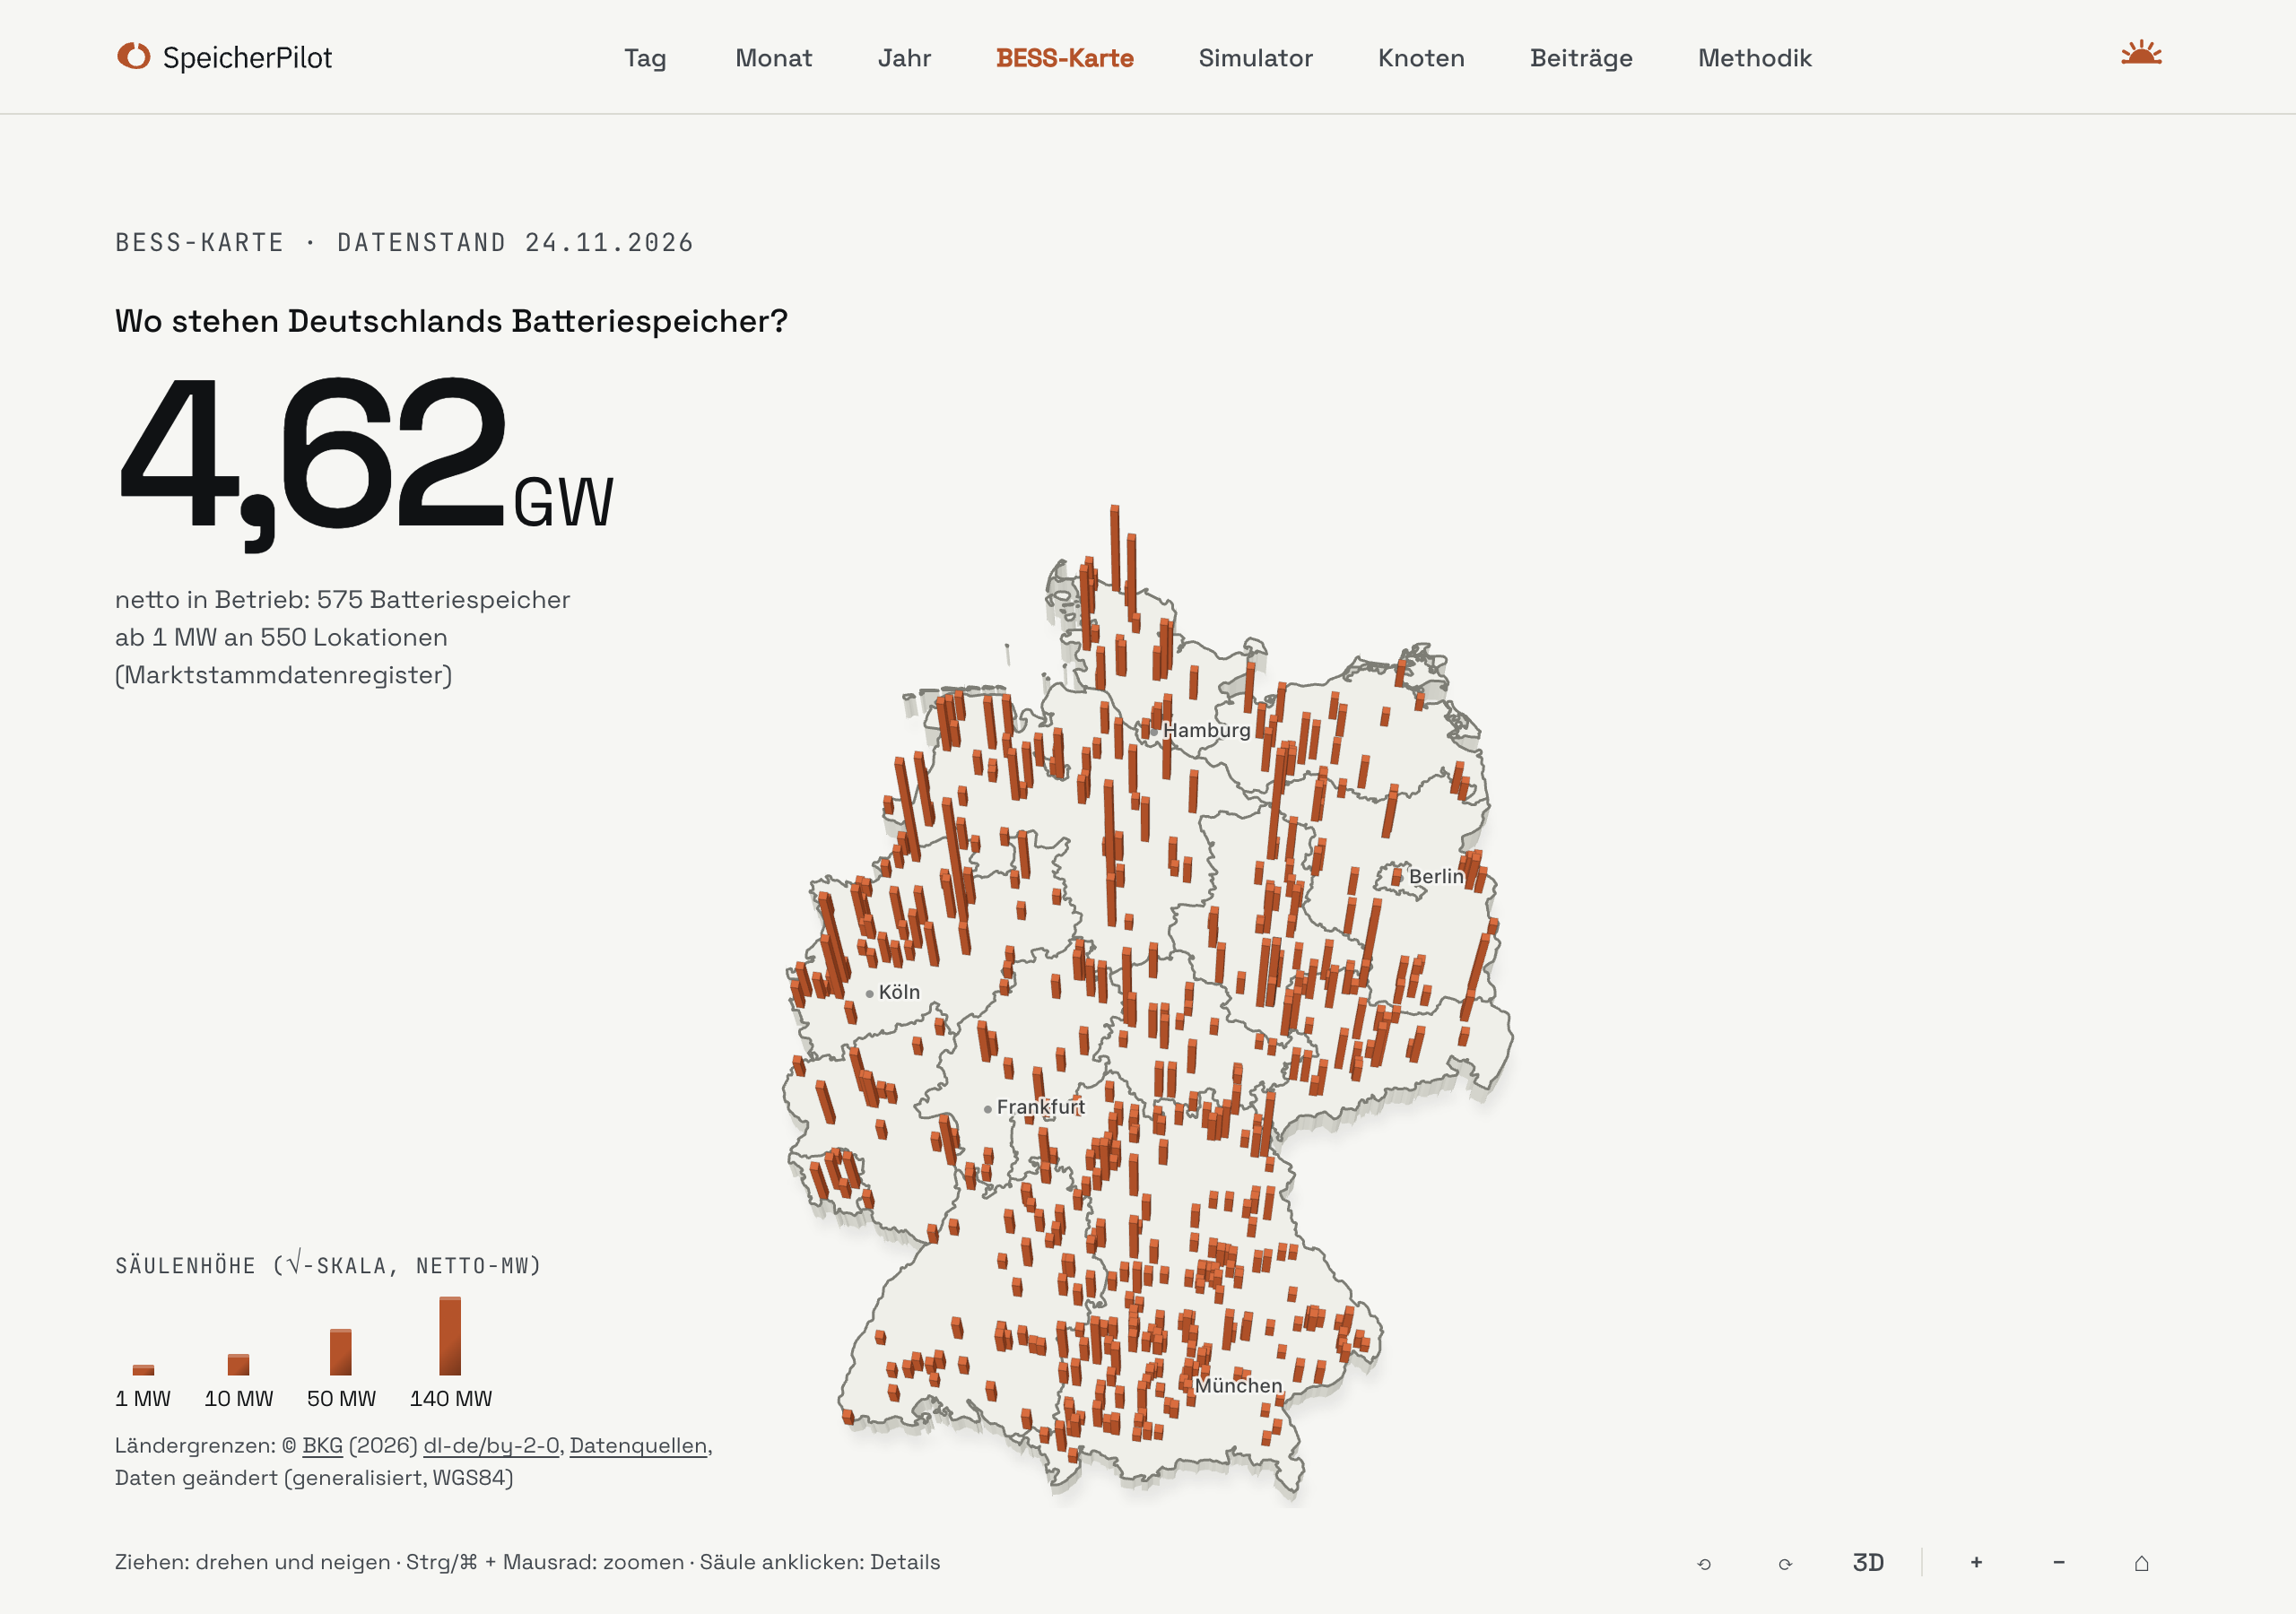 SpeicherPilot
Tag Monat Jahr BESS-Karte Simulator Knoten Beiträge Methodik
BESS-KARTE · DATENSTAND 24.11.2026
Wo stehen Deutschlands Batteriespeicher?
4,62 GW
netto in Betrieb: 575 Batteriespeicher
ab 1 MW an 550 Lokationen
(Marktstammdatenregister)
Hamburg
Berlin
Köln
Frankfurt
München
SÄULENHÖHE (√-SKALA, NETTO-MW)
1 MW 10 MW 50 MW 140 MW
Ländergrenzen: © BKG (2026) dl-de/by-2-0, Datenquellen,
Daten geändert (generalisiert, WGS84)
Ziehen: drehen und neigen · Strg/⌘ + Mausrad: zoomen · Säule anklicken: Details
⟲ ⟳ 3D + − ⌂